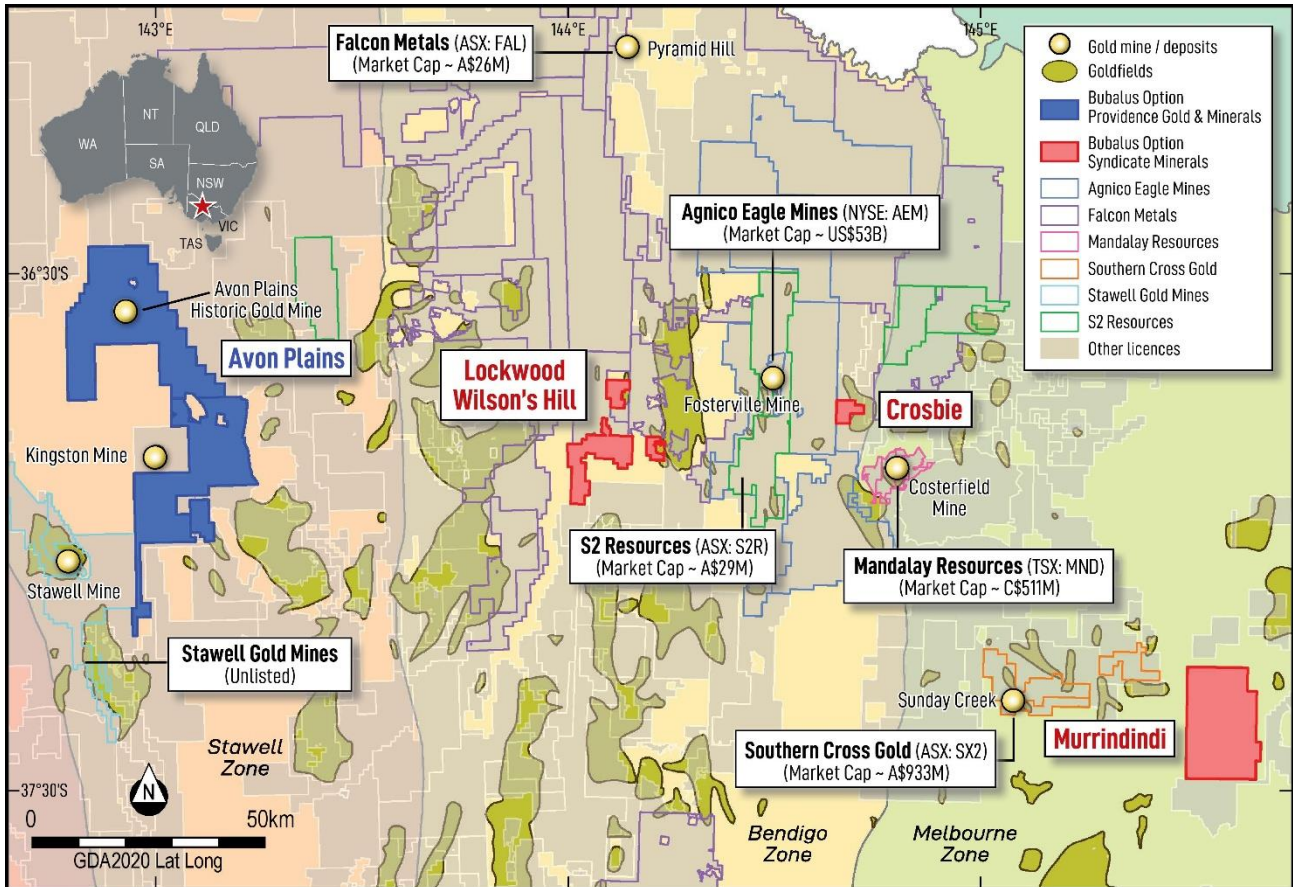 143°E
144°E
145°E
36°30'S
37°30'S
Falcon Metals (ASX: FAL)
(Market Cap ~ A$26M)
Pyramid Hill
NT
QLD
WA
SA
NSW
VIC
TAS
Gold mine / deposits
Goldfields
Bubalus Option
Providence Gold & Minerals
Bubalus Option
Syndicate Minerals
Agnico Eagle Mines
Falcon Metals
Mandalay Resources
Southern Cross Gold
Stawell Gold Mines
S2 Resources
Other licences
Agnico Eagle Mines (NYSE: AEM)
(Market Cap ~ US$53B)
Avon Plains
Historic Gold Mine
Avon Plains
Lockwood
Wilson's Hill
Fosterville Mine
Crosbie
Kingston Mine
Costerfield
Mine
S2 Resources (ASX: S2R)
(Market Cap ~ A$29M)
Mandalay Resources (TSX: MND)
(Market Cap ~ C$511M)
Stawell Mine
Stawell Gold Mines
(Unlisted)
Sunday Creek
Murrindindi
Southern Cross Gold (ASX: SX2)
(Market Cap ~ A$933M)
Stawell
Zone
Bendigo
Zone
Melbourne
Zone
N
0
50km
GDA2020 Lat Long